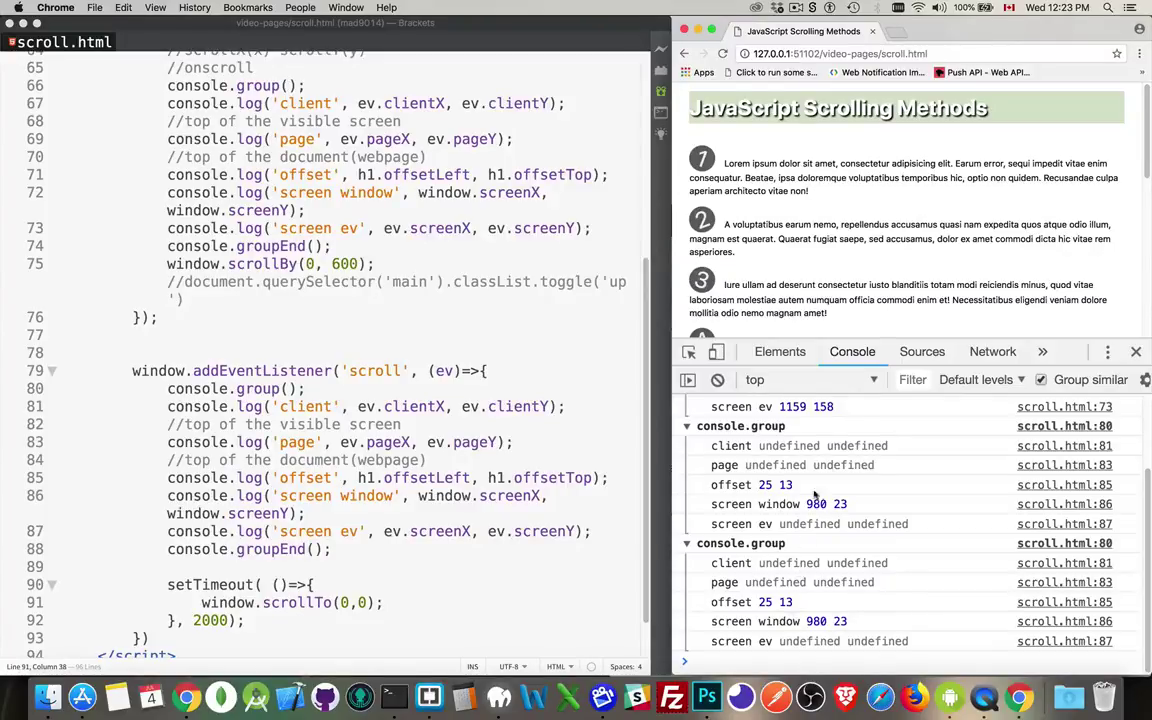 Chrome File Edit View History Bookmarks People Window Help 100% Wed 12:23 PM
video-pages/scroll.html (mad9014) — Brackets
scroll.html
64 //scrollX(x) scrollY(y)
65 //onscroll
66 console.group();
67 console.log('client', ev.clientX, ev.clientY);
68 //top of the visible screen
69 console.log('page', ev.pageX, ev.pageY);
70 //top of the document(webpage)
71 console.log('offset', h1.offsetLeft, h1.offsetTop);
72 console.log('screen window', window.screenX,
window.screenY);
73 console.log('screen ev', ev.screenX, ev.screenY);
74 console.groupEnd();
75 window.scrollBy(0, 600);
//document.querySelector('main').classList.toggle('up
')
76 });
77
78
79 window.addEventListener('scroll', (ev)=>{
80 console.group();
81 console.log('client', ev.clientX, ev.clientY);
82 //top of the visible screen
83 console.log('page', ev.pageX, ev.pageY);
84 //top of the document(webpage)
85 console.log('offset', h1.offsetLeft, h1.offsetTop);
86 console.log('screen window', window.screenX,
window.screenY);
87 console.log('screen ev', ev.screenX, ev.screenY);
88 console.groupEnd();
89
90 setTimeout( ()=>{
91 window.scrollTo(0,0);
92 }, 2000);
93 })
94 </script>
Line 91, Column 38 — 96 Lines INS UTF-8 HTML Spaces: 4
JavaScript Scrolling Methods
127.0.0.1:51102/video-pages/scroll.html
Apps Click to run some s... Web Notification Im... Push API - Web API...
JavaScript Scrolling Methods
1 Lorem ipsum dolor sit amet, consectetur adipisicing elit. Earum error, sequi impedit vitae enim
consequatur. Beatae, ipsa doloremque voluptatibus temporibus hic, optio non quidem. Recusandae culpa
aperiam architecto vitae non!
2 A voluptatibus earum nemo, repellendus accusamus quasi nam expedita quos atque odio illum,
magnam est quaerat. Quaerat fugiat saepe, sed accusamus, dolor ex amet commodi dicta hic vitae rem
asperiores.
3 Iure ullam ad deserunt consectetur iusto blanditiis totam modi reiciendis minus, quod vitae
laboriosam molestiae autem numquam officia commodi enim et! Necessitatibus eligendi veniam dolore
mollitia odio nemo magnam amet!
Elements Console Sources Network »
top Filter Default levels Group similar
screen ev 1159 158 scroll.html:73
console.group scroll.html:80
client undefined undefined scroll.html:81
page undefined undefined scroll.html:83
offset 25 13 scroll.html:85
screen window 980 23 scroll.html:86
screen ev undefined undefined scroll.html:87
console.group scroll.html:80
client undefined undefined scroll.html:81
page undefined undefined scroll.html:83
offset 25 13 scroll.html:85
screen window 980 23 scroll.html:86
screen ev undefined undefined scroll.html:87